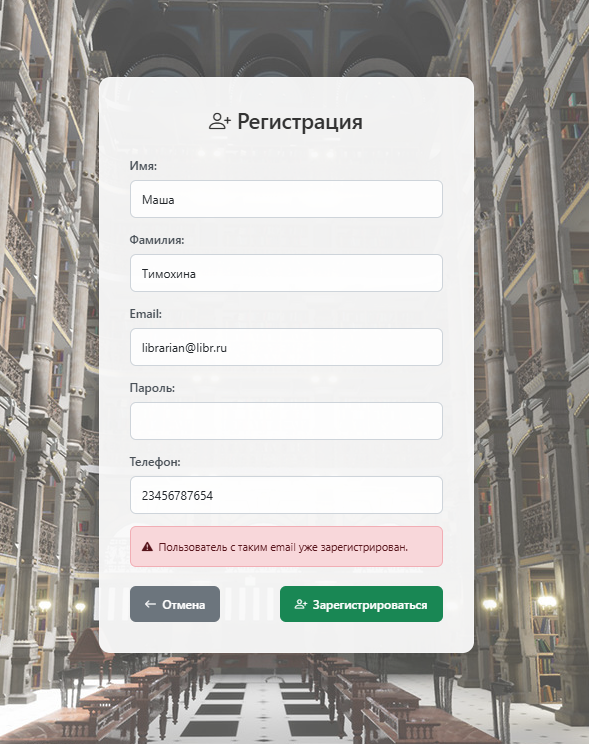 Регистрация
Имя:
Маша
Фамилия:
Тимохина
Email:
librarian@libr.ru
Пароль:
Телефон:
23456787654
Пользователь с таким email уже зарегистрирован.
Отмена
Зарегистрироваться